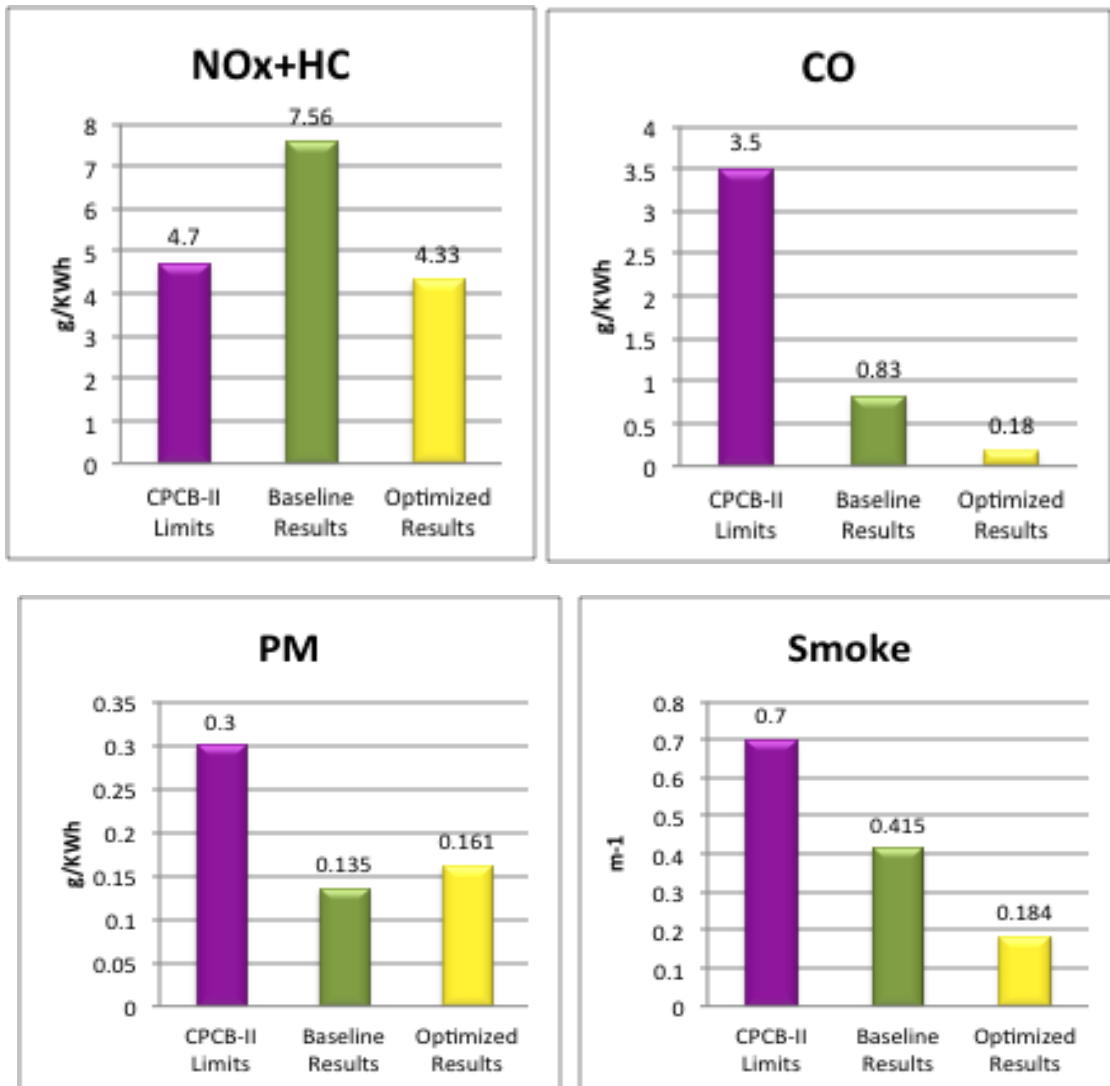 NOx+HC
8
7
6
5
4
3
2
1
0
g/KWh
4.7
7.56
4.33
CPCB-II
Limits
Baseline
Results
Optimized
Results
CO
4
3.5
3
2.5
2
1.5
1
0.5
0
g/KWh
3.5
0.83
0.18
CPCB-II
Limits
Baseline
Results
Optimized
Results
PM
0.35
0.3
0.25
0.2
0.15
0.1
0.05
0
g/KWh
0.3
0.135
0.161
CPCB-II
Limits
Baseline
Results
Optimized
Results
Smoke
0.8
0.7
0.6
0.5
0.4
0.3
0.2
0.1
0
m-1
0.7
0.415
0.184
CPCB-II
Limits
Baseline
Results
Optimized
Results